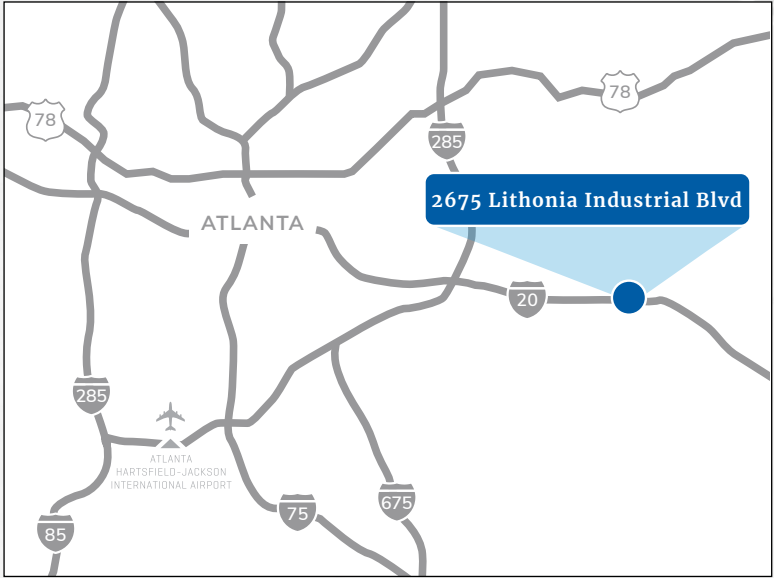 78
78
285
2675 Lithonia Industrial Blvd
ATLANTA
20
285
ATLANTA
HARTSFIELD-JACKSON
INTERNATIONAL AIRPORT
675
75
85